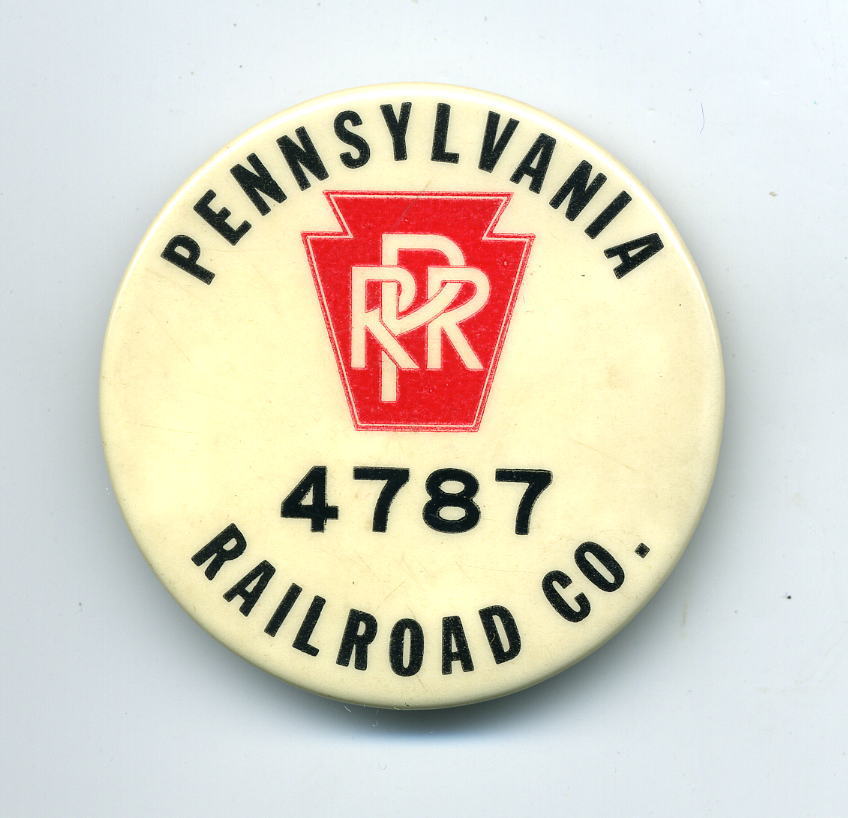 PENNSYLVANIA
PRR
4787
RAILROAD CO.